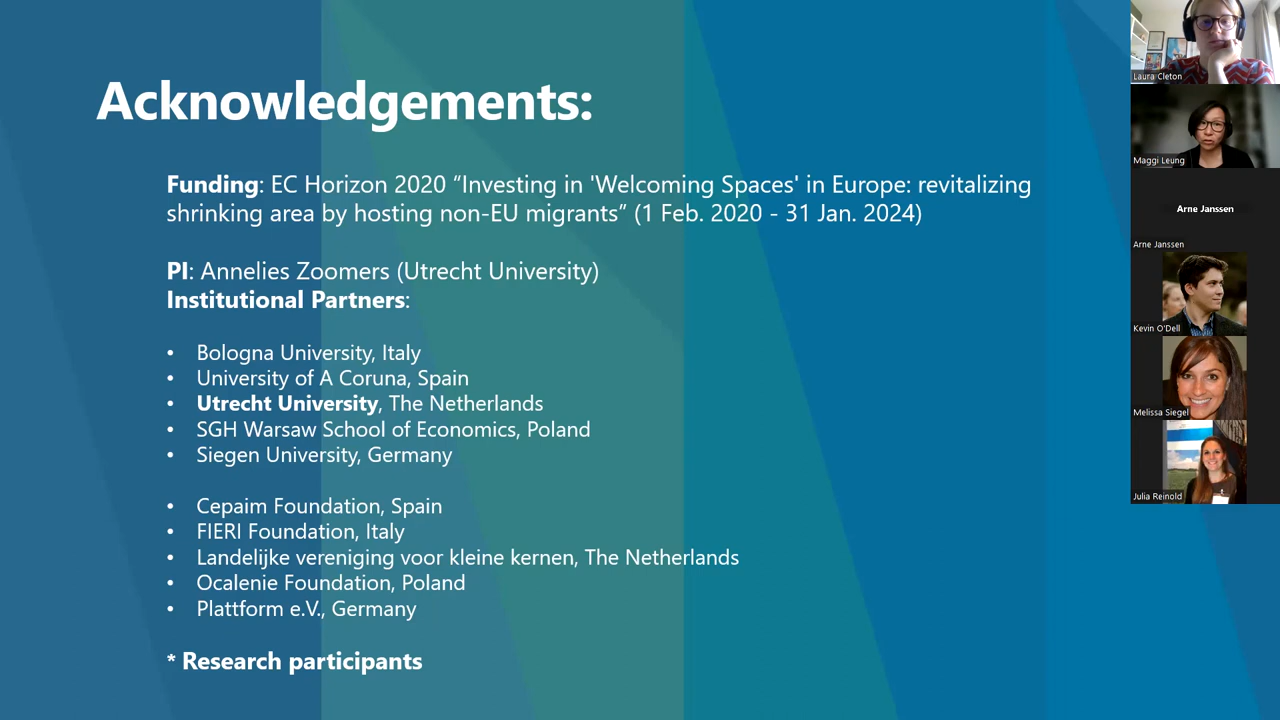 Acknowledgements:
Funding: EC Horizon 2020 “Investing in 'Welcoming Spaces' in Europe: revitalizing
shrinking area by hosting non-EU migrants” (1 Feb. 2020 - 31 Jan. 2024)
PI: Annelies Zoomers (Utrecht University)
Institutional Partners:
• Bologna University, Italy
• University of A Coruna, Spain
• Utrecht University, The Netherlands
• SGH Warsaw School of Economics, Poland
• Siegen University, Germany
• Cepaim Foundation, Spain
• FIERI Foundation, Italy
• Landelijke vereniging voor kleine kernen, The Netherlands
• Ocalenie Foundation, Poland
• Plattform e.V., Germany
* Research participants
Laura Cleton
Maggi Leung
Arne Janssen
Arne Janssen
Kevin O'Dell
Melissa Siegel
Julia Reinold